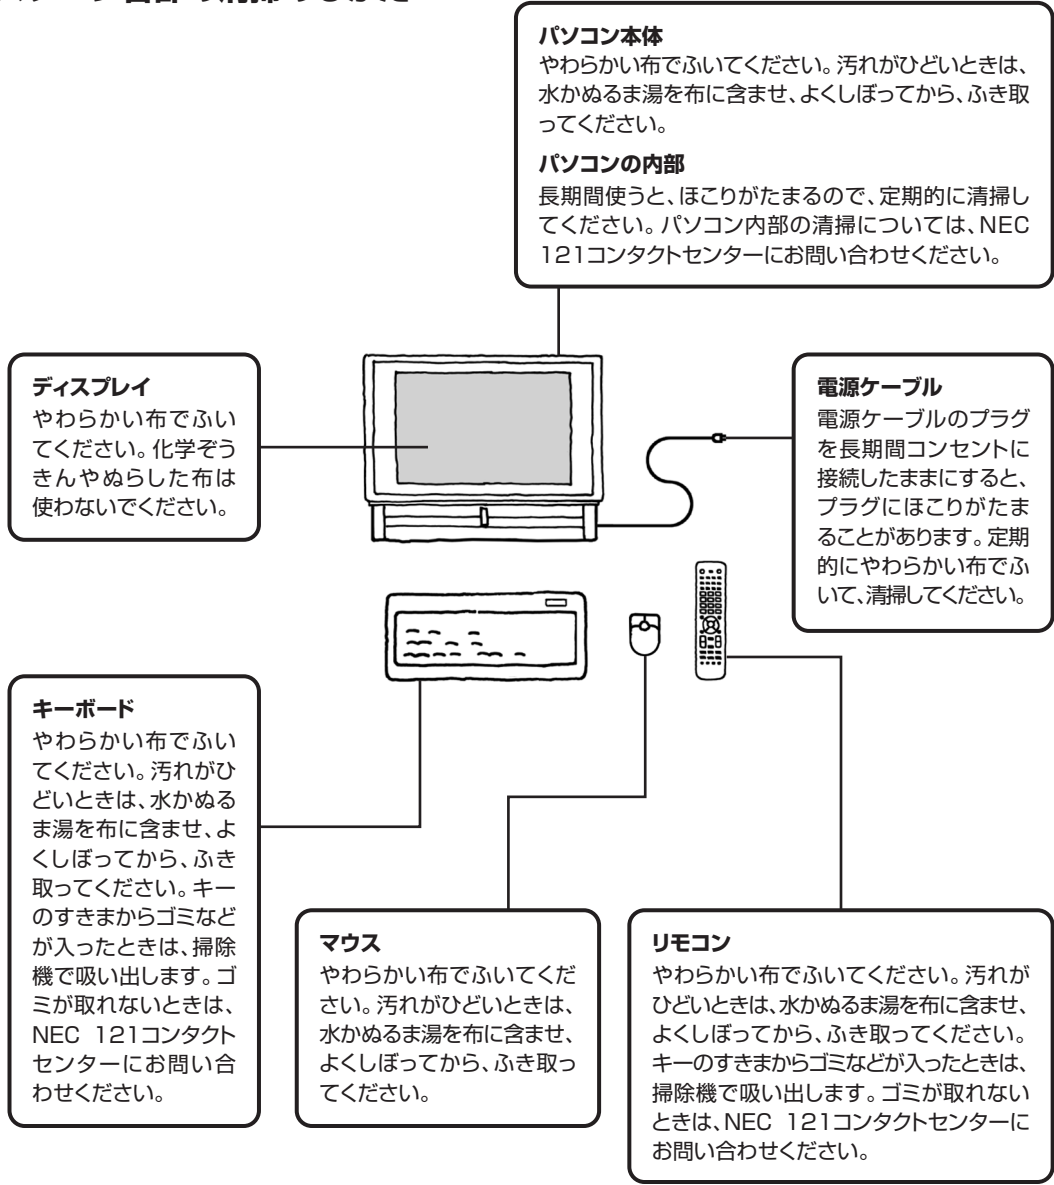 パソコン本体
やわらかい布でふいてください。汚れがひどいときは、
水かぬるま湯を布に含ませ、よくしぼってから、ふき取
ってください。
パソコンの内部
長期間使うと、ほこりがたまるので、定期的に清掃し
てください。パソコン内部の清掃については、NEC
121コンタクトセンターにお問い合わせください。
ディスプレイ
やわらかい布でふい
てください。化学ぞう
きんやぬらした布は
使わないでください。
電源ケーブル
電源ケーブルのプラグ
を長期間コンセントに
接続したままにすると、
プラグにほこりがたま
ることがあります。定期
的にやわらかい布でふ
いて、清掃してください。
キーボード
やわらかい布でふい
てください。汚れがひ
どいときは、水かぬる
ま湯を布に含ませ、よ
くしぼってから、ふき
取ってください。キー
のすきまからゴミなど
が入ったときは、掃除
機で吸い出します。ゴ
ミが取れないときは、
NEC 121コンタクト
センターにお問い合
わせください。
マウス
やわらかい布でふいてくだ
さい。汚れがひどいときは、
水かぬるま湯を布に含ませ、
よくしぼってから、ふき取っ
てください。
リモコン
やわらかい布でふいてください。汚れが
ひどいときは、水かぬるま湯を布に含ませ、
よくしぼってから、ふき取ってください。
キーのすきまからゴミなどが入ったときは、
掃除機で吸い出します。ゴミが取れない
ときは、NEC 121コンタクトセンターに
お問い合わせください。